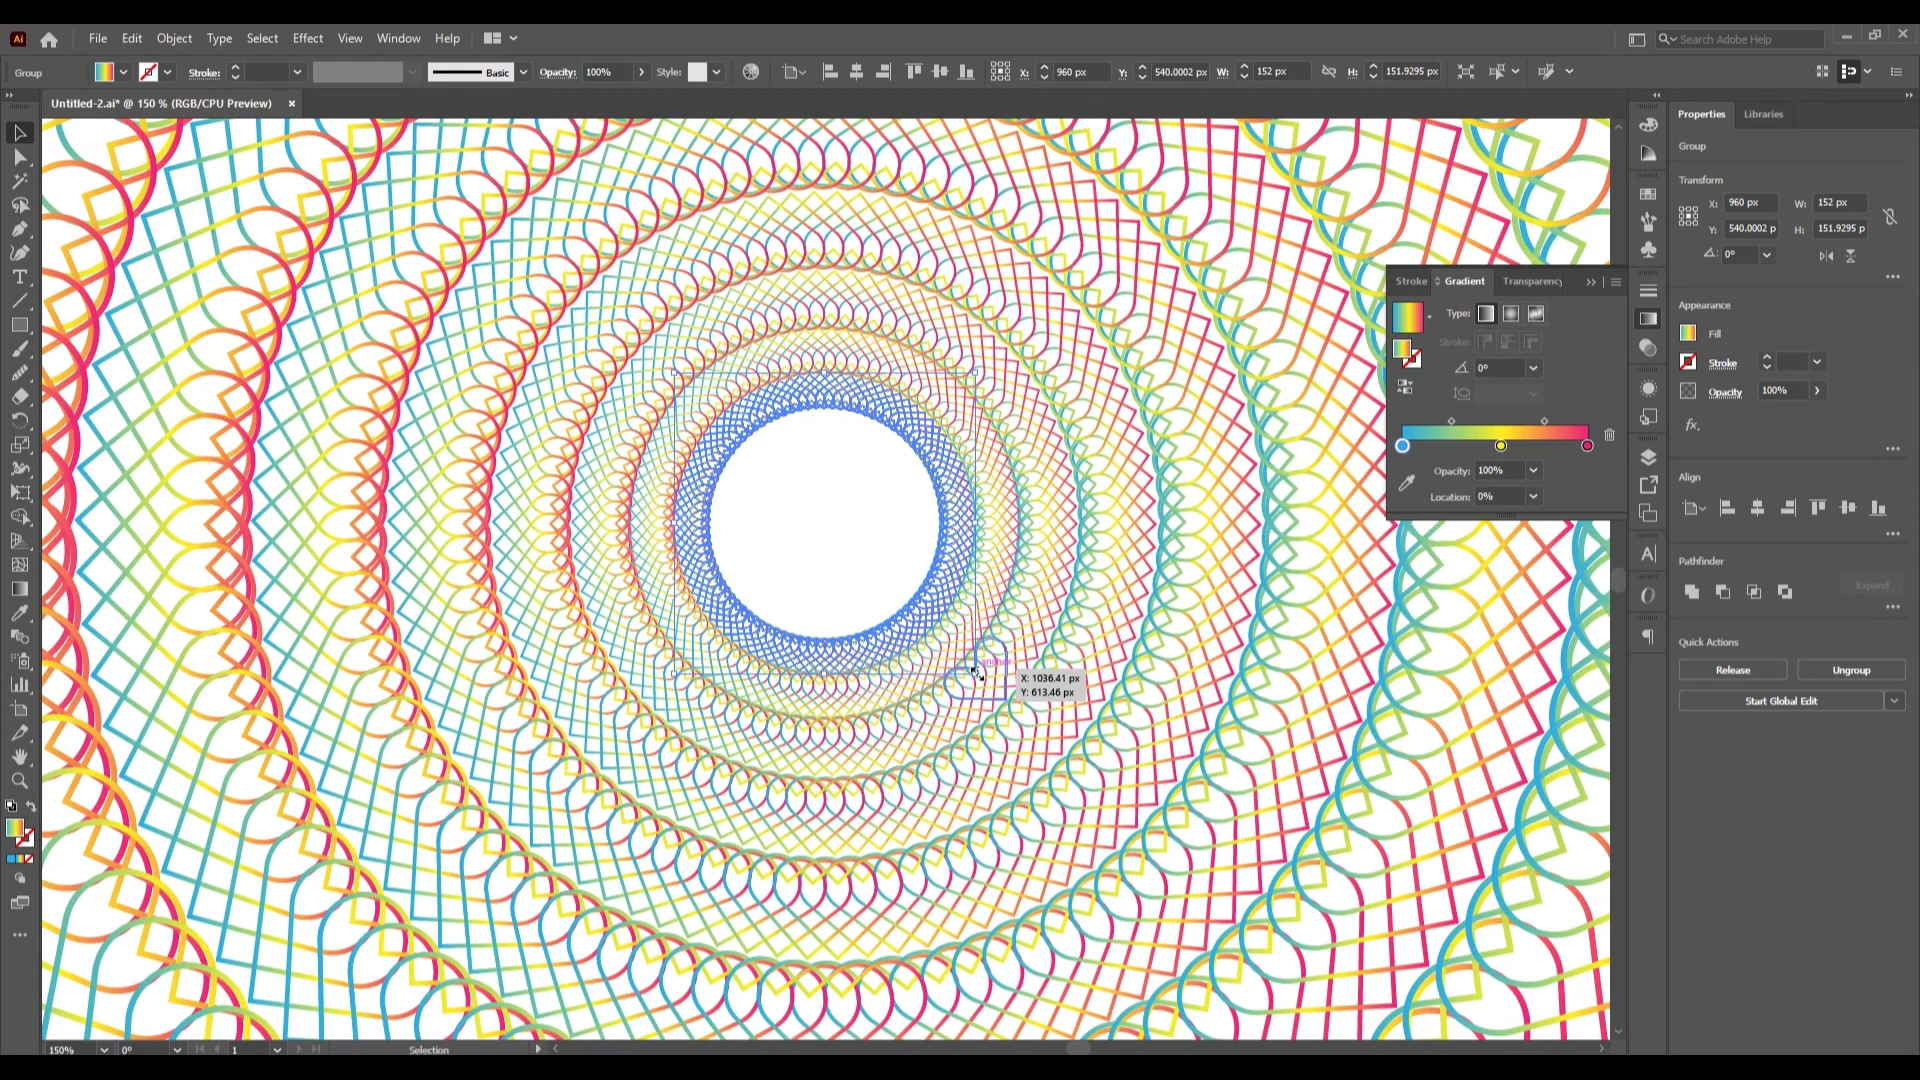 Ai File Edit Object Type Select Effect View Window Help Search Adobe Help
Group Stroke: Basic Opacity: 100% Style: X: 960 px Y: 540.0002 px W: 152 px H: 151.9295 px
Untitled-2.ai* @ 150 % (RGB/CPU Preview) ×
Properties Libraries
Group
Transform
X: 960 px W: 152 px
Y: 540.0002 p H: 151.9295 p
0°
Stroke Gradient Transparency
Type:
Stroke:
0°
Opacity: 100%
Location: 0%
Appearance
Fill
Stroke
Opacity 100%
fx.
Align
Pathfinder
Expand
Quick Actions
Release Ungroup
Start Global Edit
anchor
X: 1036.41 px
Y: 613.46 px
150% 0° 1 Selection